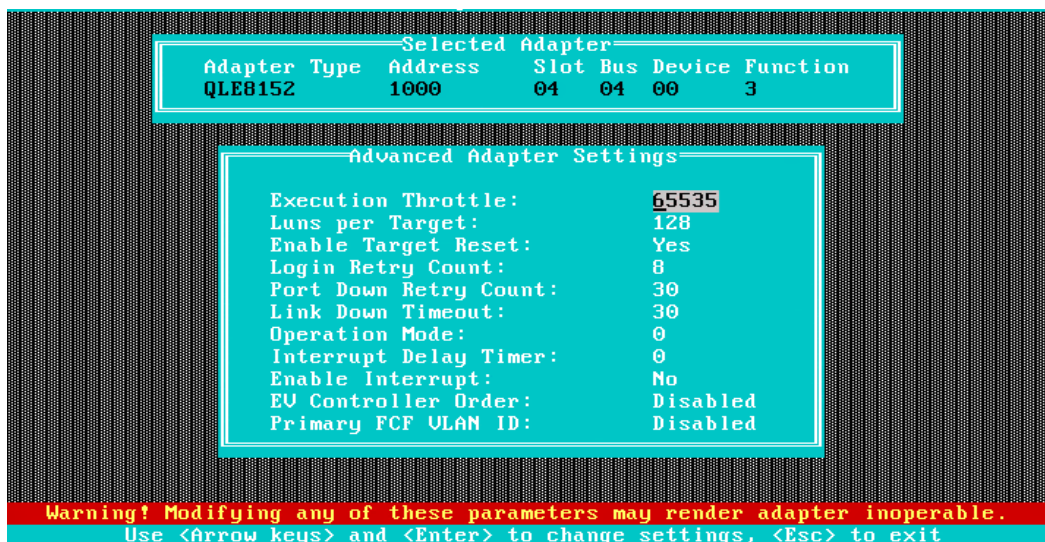 Selected Adapter
Adapter Type Address Slot Bus Device Function
QLE8152 1000 04 04 00 3
Advanced Adapter Settings
Execution Throttle: 65535
Luns per Target: 128
Enable Target Reset: Yes
Login Retry Count: 8
Port Down Retry Count: 30
Link Down Timeout: 30
Operation Mode: 0
Interrupt Delay Timer: 0
Enable Interrupt: No
EV Controller Order: Disabled
Primary FCF VLAN ID: Disabled
Warning! Modifying any of these parameters may render adapter inoperable.
Use <Arrow keys> and <Enter> to change settings, <Esc> to exit